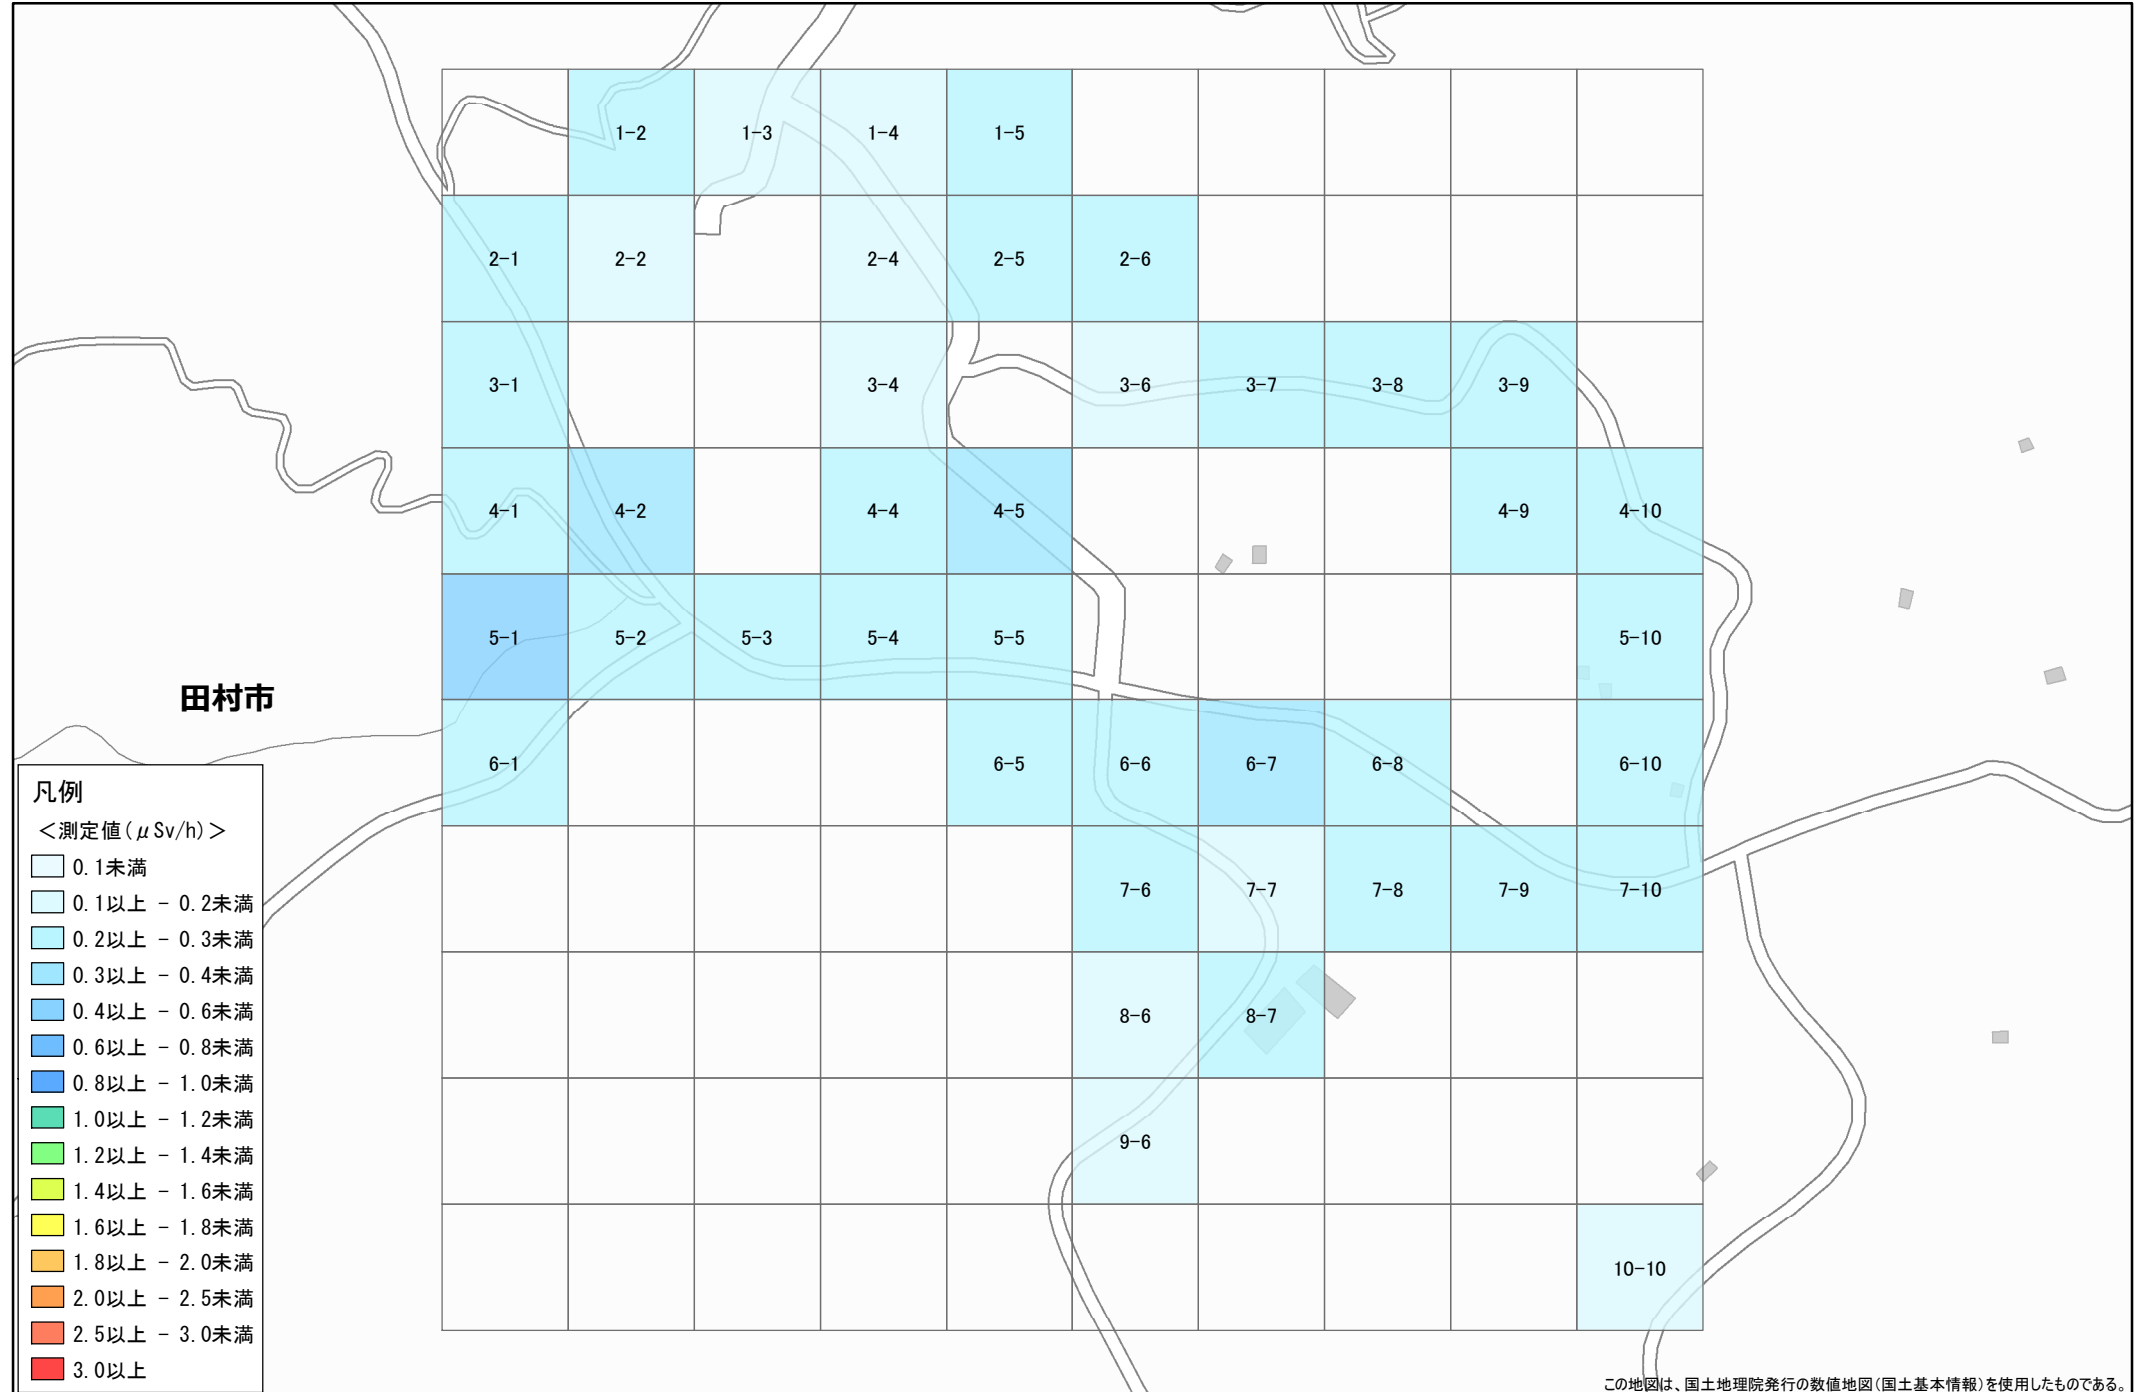 1-2 1-3 1-4 1-5
2-1 2-2 2-4 2-5 2-6
3-1 3-4 3-6 3-7 3-8 3-9
4-1 4-2 4-4 4-5 4-9 4-10
5-1 5-2 5-3 5-4 5-5 5-10
田村市
6-1 6-5 6-6 6-7 6-8 6-10
7-6 7-7 7-8 7-9 7-10
8-6 8-7
9-6
10-10
凡例
＜測定値(μSv/h)＞
0.1未満
0.1以上 - 0.2未満
0.2以上 - 0.3未満
0.3以上 - 0.4未満
0.4以上 - 0.6未満
0.6以上 - 0.8未満
0.8以上 - 1.0未満
1.0以上 - 1.2未満
1.2以上 - 1.4未満
1.4以上 - 1.6未満
1.6以上 - 1.8未満
1.8以上 - 2.0未満
2.0以上 - 2.5未満
2.5以上 - 3.0未満
3.0以上
この地図は、国土地理院発行の数値地図(国土基本情報)を使用したものである。